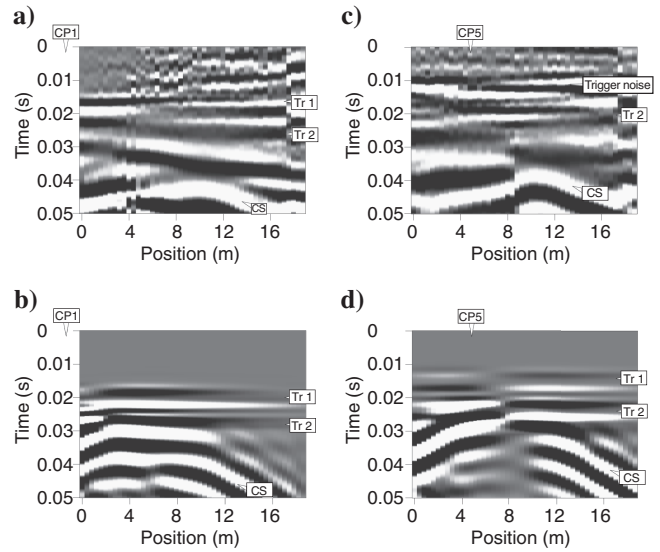 a)
CP1
Time (s)
0
0.01
0.02
0.03
0.04
0.05
Tr 1
Tr 2
CS
0 4 8 12 16
Position (m)
c)
CP5
Time (s)
0
0.01
0.02
0.03
0.04
0.05
Trigger noise
Tr 2
CS
0 4 8 12 16
Position (m)
b)
CP1
Time (s)
0
0.01
0.02
0.03
0.04
0.05
Tr 1
Tr 2
CS
0 4 8 12 16
Position (m)
d)
CP5
Time (s)
0
0.01
0.02
0.03
0.04
0.05
Tr 1
Tr 2
CS
0 4 8 12 16
Position (m)